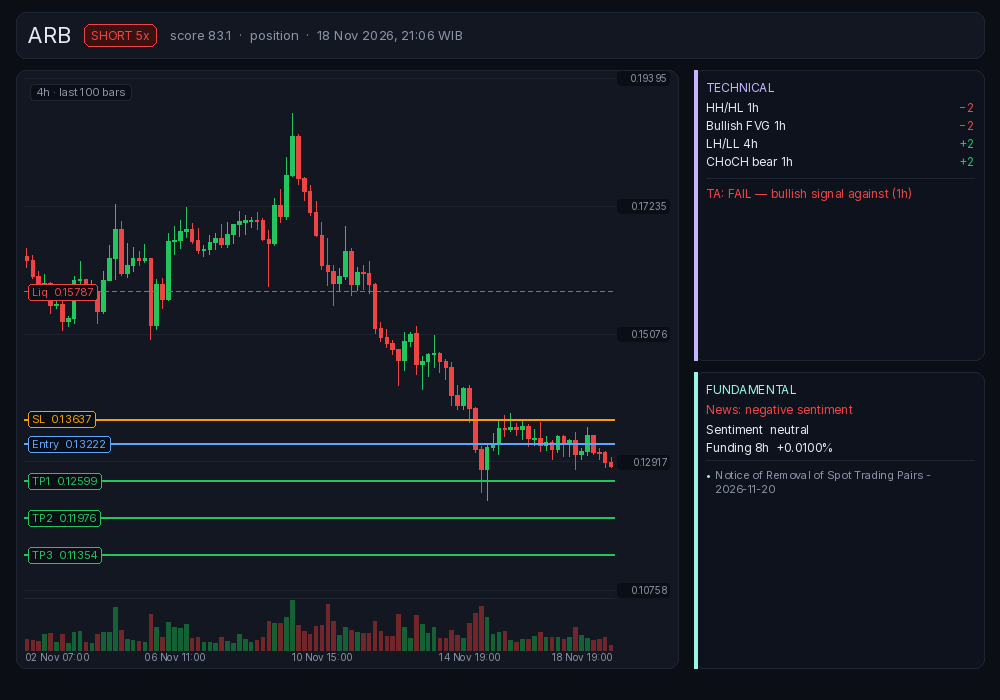 ARB SHORT 5x score 83.1 · position · 18 Nov 2026, 21:06 WIB
4h · last 100 bars
0.19395
0.17235
Liq 0.15787
0.15076
SL 0.13637
Entry 0.13222
0.12917
TP1 0.12599
TP2 0.11976
TP3 0.11354
0.10758
02 Nov 07:00 06 Nov 11:00 10 Nov 15:00 14 Nov 19:00 18 Nov 19:00
TECHNICAL
HH/HL 1h −2
Bullish FVG 1h −2
LH/LL 4h +2
CHoCH bear 1h +2
TA: FAIL — bullish signal against (1h)
FUNDAMENTAL
News: negative sentiment
Sentiment neutral
Funding 8h +0.0100%
• Notice of Removal of Spot Trading Pairs -
2026-11-20